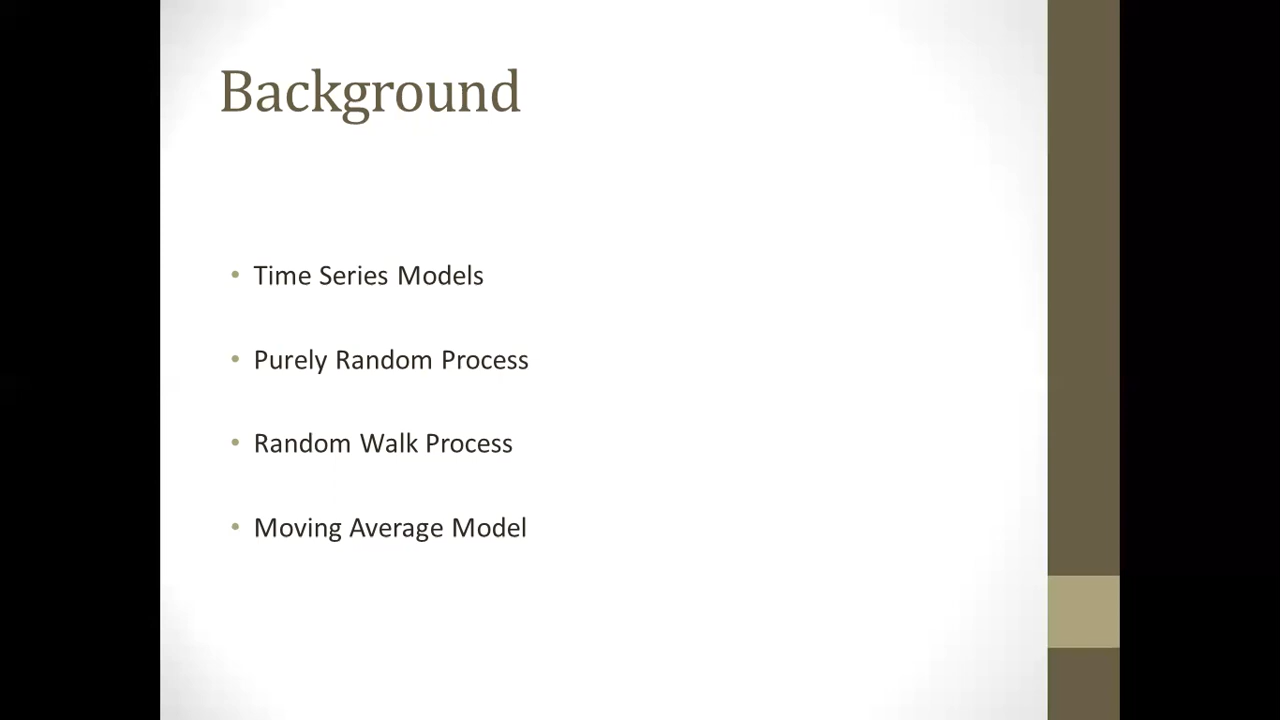 Background
• Time Series Models
• Purely Random Process
• Random Walk Process
• Moving Average Model